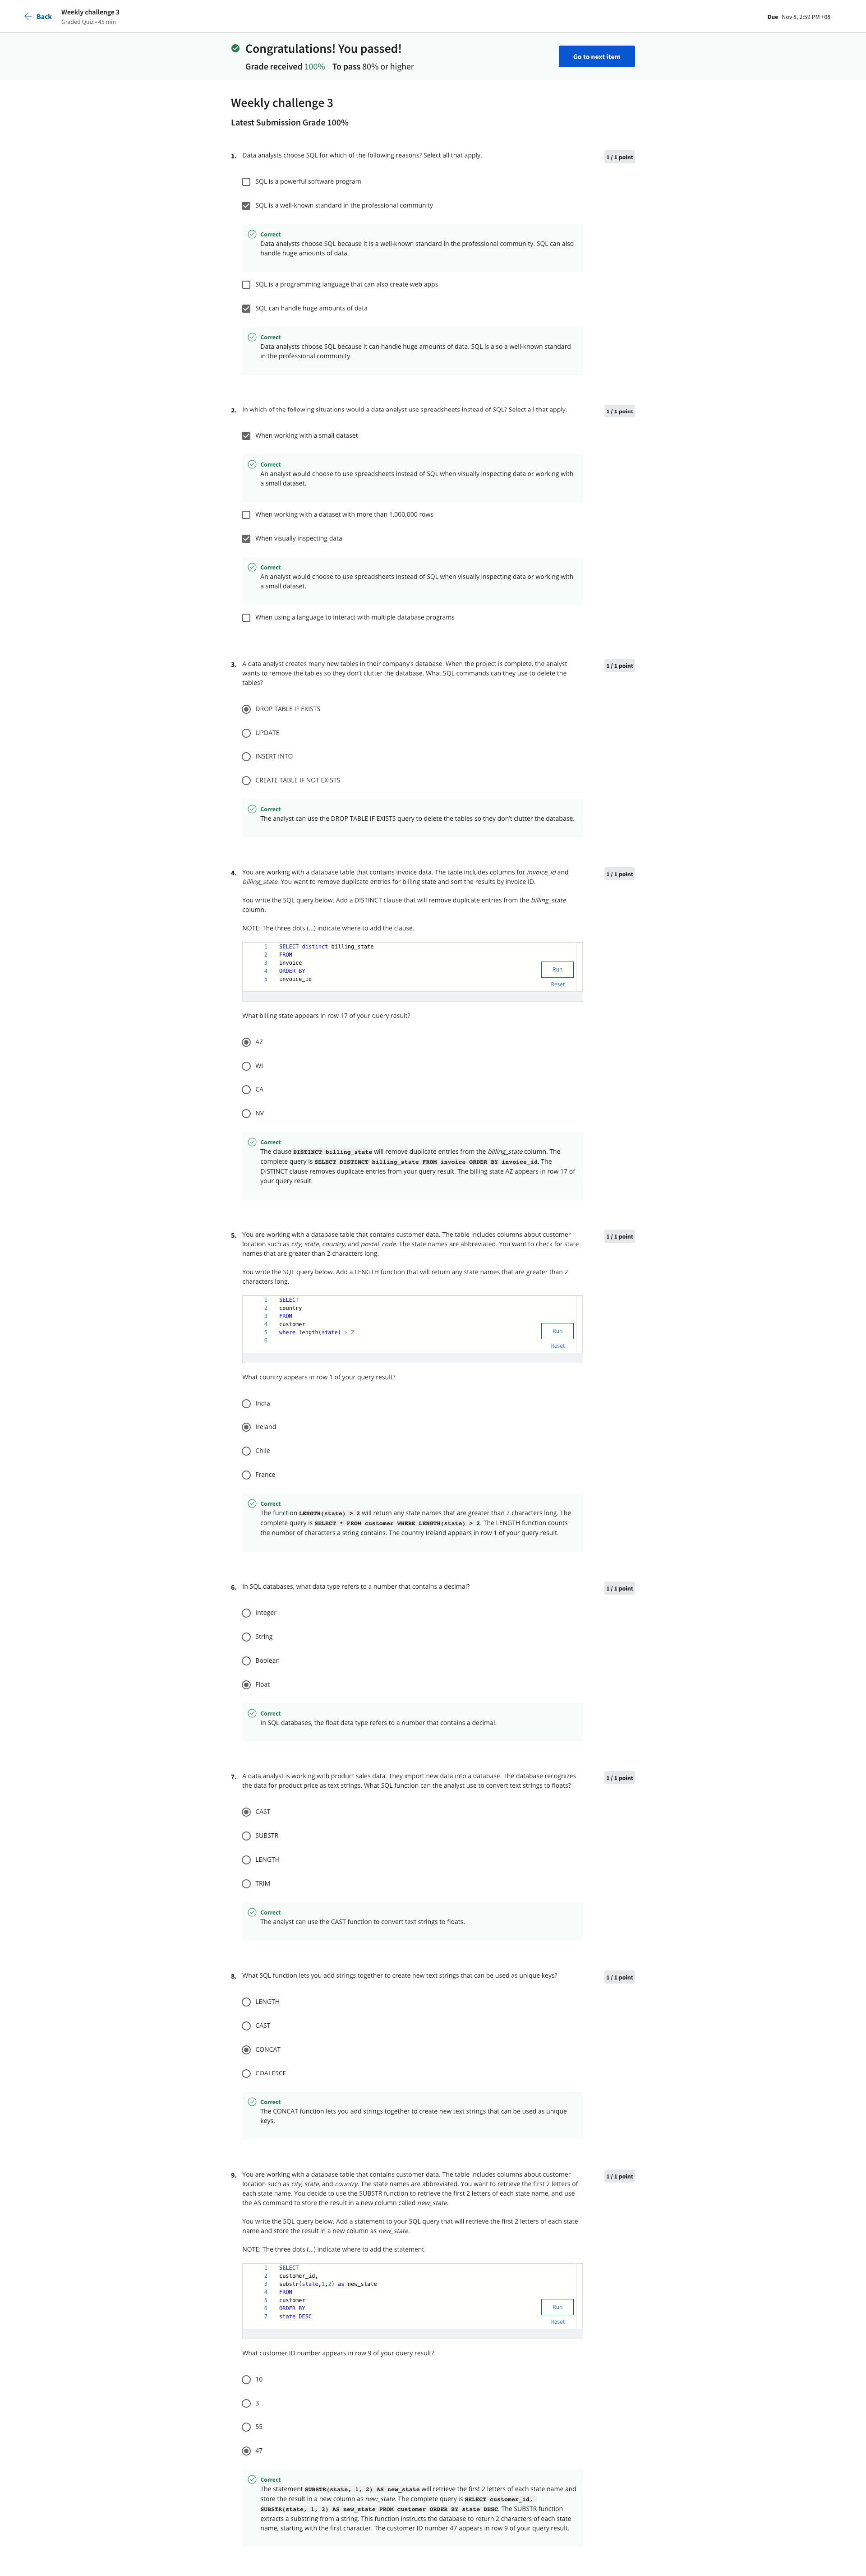 Back
Weekly challenge 3
Graded Quiz • 45 min
Due Nov 8, 2:59 PM +08
Congratulations! You passed!
Grade received 100% To pass 80% or higher
Go to next item
Weekly challenge 3
Latest Submission Grade 100%
1. Data analysts choose SQL for which of the following reasons? Select all that apply.
1 / 1 point
SQL is a powerful software program
SQL is a well-known standard in the professional community
Correct
Data analysts choose SQL because it is a well-known standard in the professional community. SQL can also
handle huge amounts of data.
SQL is a programming language that can also create web apps
SQL can handle huge amounts of data
Correct
Data analysts choose SQL because it can handle huge amounts of data. SQL is also a well-known standard
in the professional community.
2. In which of the following situations would a data analyst use spreadsheets instead of SQL? Select all that apply.
1 / 1 point
When working with a small dataset
Correct
An analyst would choose to use spreadsheets instead of SQL when visually inspecting data or working with
a small dataset.
When working with a dataset with more than 1,000,000 rows
When visually inspecting data
Correct
An analyst would choose to use spreadsheets instead of SQL when visually inspecting data or working with
a small dataset.
When using a language to interact with multiple database programs
3. A data analyst creates many new tables in their company's database. When the project is complete, the analyst
wants to remove the tables so they don't clutter the database. What SQL commands can they use to delete the
tables?
1 / 1 point
DROP TABLE IF EXISTS
UPDATE
INSERT INTO
CREATE TABLE IF NOT EXISTS
Correct
The analyst can use the DROP TABLE IF EXISTS query to delete the tables so they don't clutter the database.
4. You are working with a database table that contains invoice data. The table includes columns for invoice_id and
billing_state. You want to remove duplicate entries for billing state and sort the results by invoice ID.
1 / 1 point
You write the SQL query below. Add a DISTINCT clause that will remove duplicate entries from the billing_state
column.
NOTE: The three dots (...) indicate where to add the clause.
1 SELECT distinct billing_state
2 FROM
3 invoice
4 ORDER BY
5 invoice_id
Run
Reset
What billing state appears in row 17 of your query result?
AZ
WI
CA
NV
Correct
The clause DISTINCT billing_state will remove duplicate entries from the billing_state column. The
complete query is SELECT DISTINCT billing_state FROM invoice ORDER BY invoice_id. The
DISTINCT clause removes duplicate entries from your query result. The billing state AZ appears in row 17 of
your query result.
5. You are working with a database table that contains customer data. The table includes columns about customer
location such as city, state, country, and postal_code. The state names are abbreviated. You want to check for state
names that are greater than 2 characters long.
1 / 1 point
You write the SQL query below. Add a LENGTH function that will return any state names that are greater than 2
characters long.
1 SELECT
2 country
3 FROM
4 customer
5 where length(state) > 2
6
Run
Reset
What country appears in row 1 of your query result?
India
Ireland
Chile
France
Correct
The function LENGTH(state) > 2 will return any state names that are greater than 2 characters long. The
complete query is SELECT * FROM customer WHERE LENGTH(state) > 2. The LENGTH function counts
the number of characters a string contains. The country Ireland appears in row 1 of your query result.
6. In SQL databases, what data type refers to a number that contains a decimal?
1 / 1 point
Integer
String
Boolean
Float
Correct
In SQL databases, the float data type refers to a number that contains a decimal.
7. A data analyst is working with product sales data. They import new data into a database. The database recognizes
the data for product price as text strings. What SQL function can the analyst use to convert text strings to floats?
1 / 1 point
CAST
SUBSTR
LENGTH
TRIM
Correct
The analyst can use the CAST function to convert text strings to floats.
8. What SQL function lets you add strings together to create new text strings that can be used as unique keys?
1 / 1 point
LENGTH
CAST
CONCAT
COALESCE
Correct
The CONCAT function lets you add strings together to create new text strings that can be used as unique
keys.
9. You are working with a database table that contains customer data. The table includes columns about customer
location such as city, state, and country. The state names are abbreviated. You want to retrieve the first 2 letters of
each state name. You decide to use the SUBSTR function to retrieve the first 2 letters of each state name, and use
the AS command to store the result in a new column called new_state.
1 / 1 point
You write the SQL query below. Add a statement to your SQL query that will retrieve the first 2 letters of each state
name and store the result in a new column as new_state.
NOTE: The three dots (...) indicate where to add the statement.
1 SELECT
2 customer_id,
3 substr(state,1,2) as new_state
4 FROM
5 customer
6 ORDER BY
7 state DESC
Run
Reset
What customer ID number appears in row 9 of your query result?
10
3
55
47
Correct
The statement SUBSTR(state, 1, 2) AS new_state will retrieve the first 2 letters of each state name and
store the result in a new column as new_state. The complete query is SELECT customer_id,
SUBSTR(state, 1, 2) AS new_state FROM customer ORDER BY state DESC. The SUBSTR function
extracts a substring from a string. This function instructs the database to return 2 characters of each state
name, starting with the first character. The customer ID number 47 appears in row 9 of your query result.